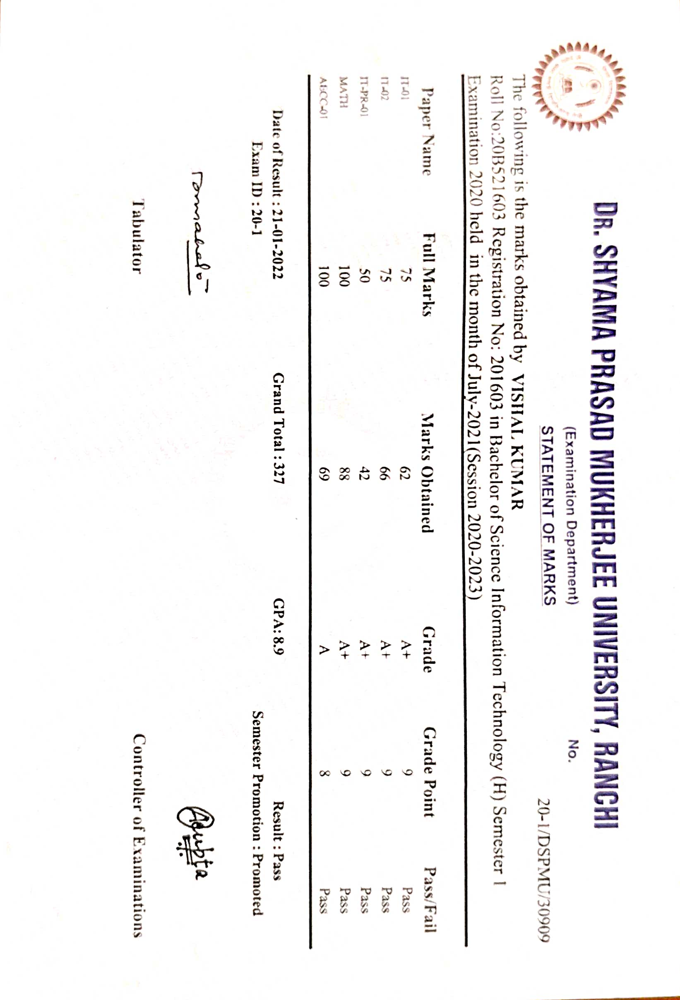 DR. SHYAMA PRASAD MUKHERJEE UNIVERSITY, RANCHI
(Examination Department) No.
STATEMENT OF MARKS 20-1/DSPMU/30909
The following is the marks obtained by VISHAL KUMAR
Roll No:20B521603 Registration No: 201603 in Bachelor of Science Information Technology (H) Semester I
Examination 2020 held in the month of July-2021(Session 2020-2023)
Paper Name Full Marks Marks Obtained Grade Grade Point Pass/Fail
IT-01 75 62 A+ 9 Pass
IT-02 75 66 A+ 9 Pass
IT-PR-01 50 42 A+ 9 Pass
MATH 100 88 A+ 9 Pass
AECC-01 100 69 A 8 Pass
Date of Result : 21-01-2022 Grand Total : 327 GPA: 8.9 Result : Pass
Exam ID : 20-1 Semester Promotion : Promoted
Tabulator Controller of Examinations